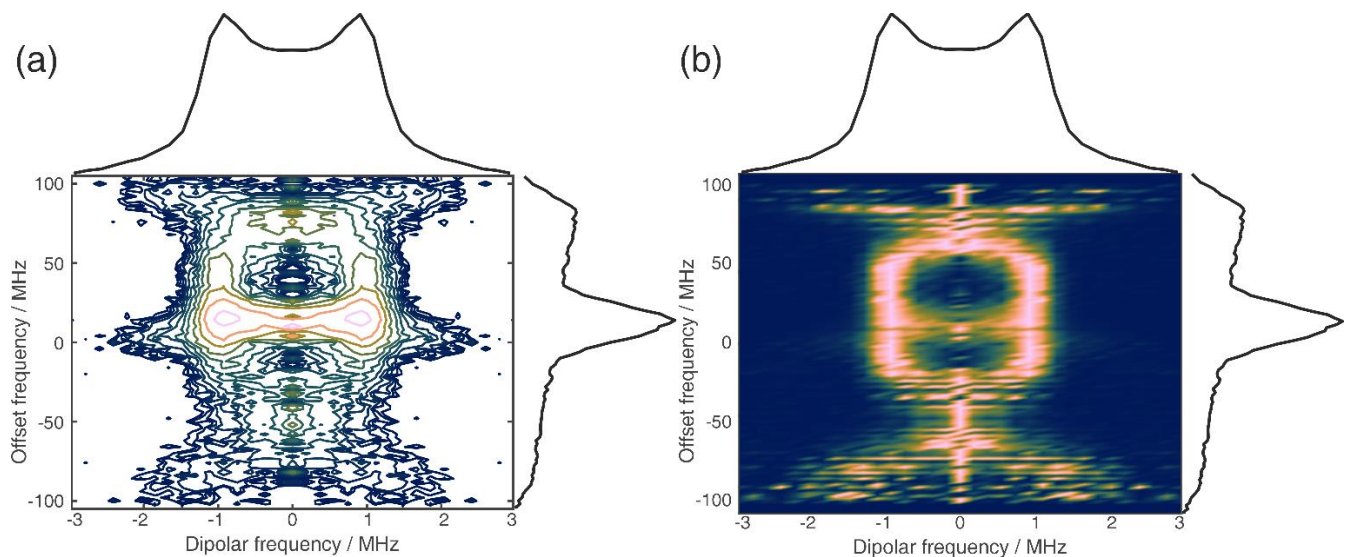 (a)
100
50
0
-50
-100
Offset frequency / MHz
-3 -2 -1 0 1 2 3
Dipolar frequency / MHz
(b)
100
50
0
-50
-100
Offset frequency / MHz
-3 -2 -1 0 1 2 3
Dipolar frequency / MHz